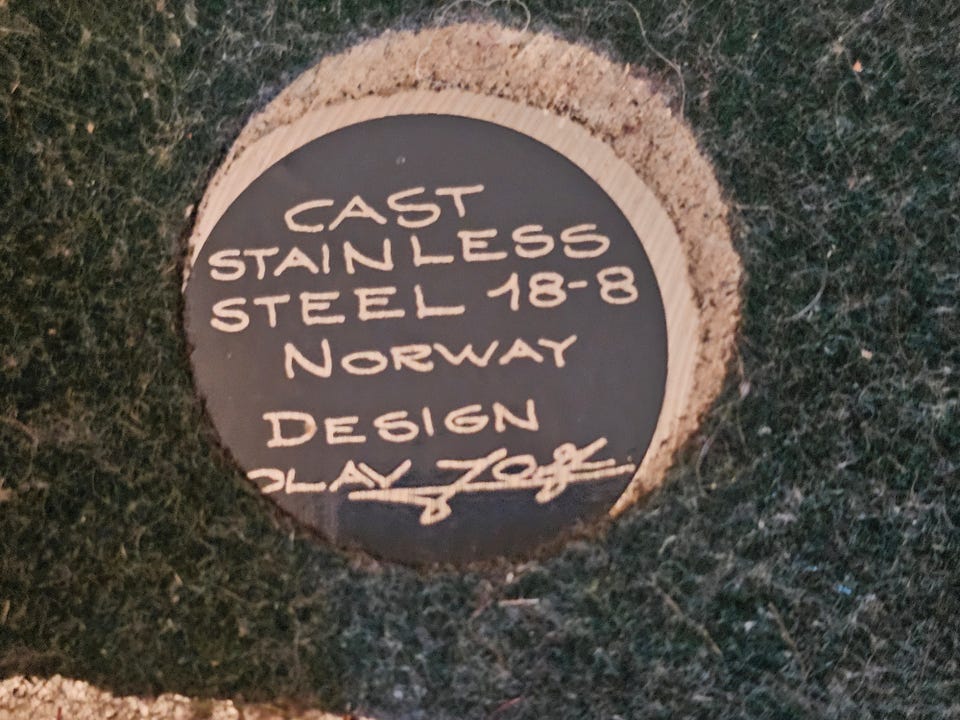 CAST
STAINLESS
STEEL 18-8
NORWAY
DESIGN
OLAV